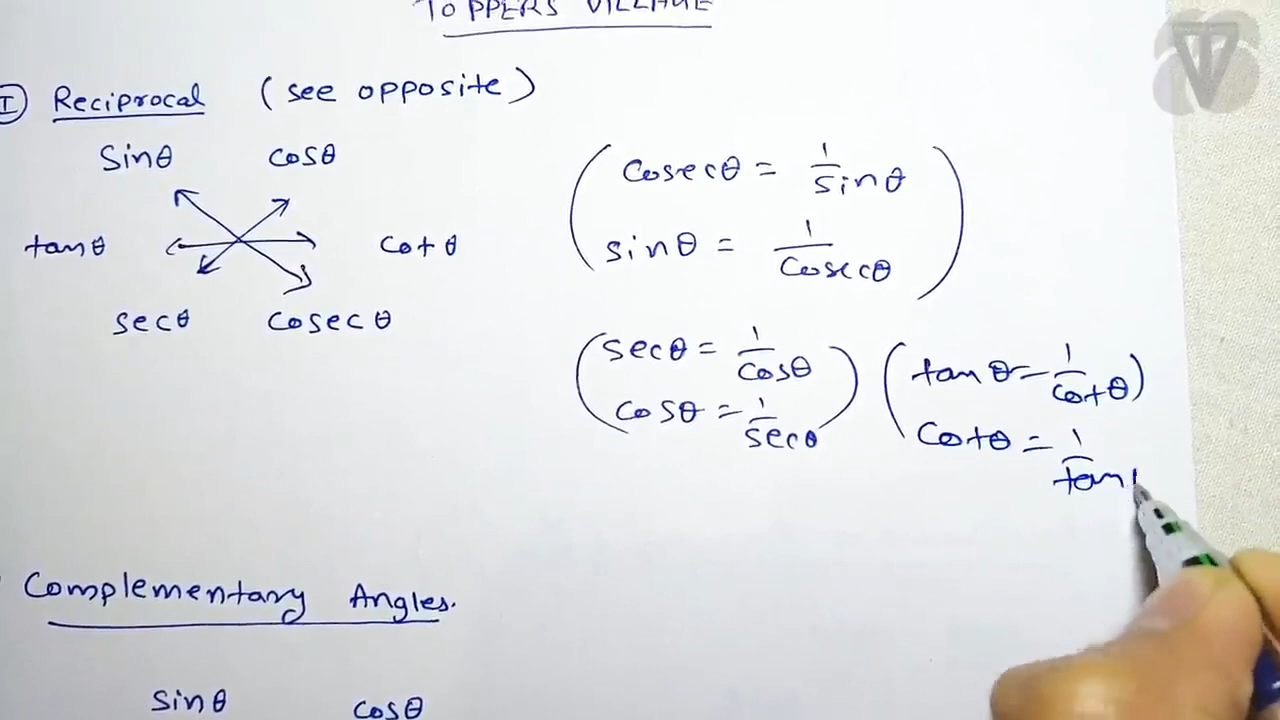 TOPPERS VILLAGE
I Reciprocal (see opposite)
sinθ cosθ
tanθ cotθ
secθ cosecθ
(cosecθ = 1/sinθ
sinθ = 1/cosecθ)
(secθ = 1/cosθ
cosθ = 1/secθ)
(tanθ = 1/cotθ)
cotθ = 1/tan
Complementary Angles.
sinθ cosθ